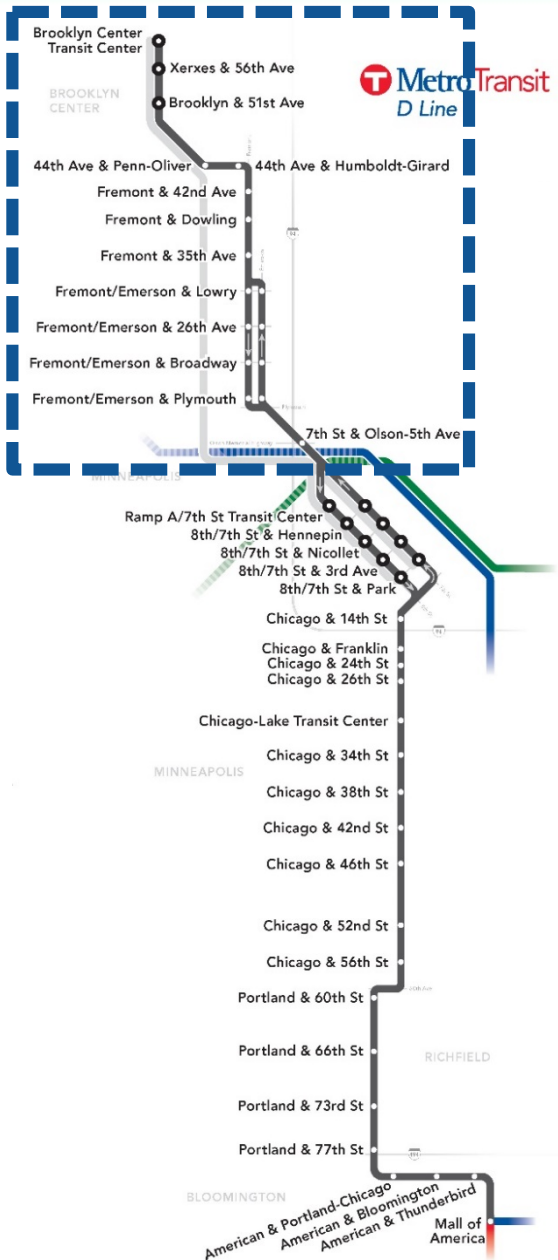 Brooklyn Center
Transit Center
Xerxes & 56th Ave
T MetroTransit
D Line
BROOKLYN
CENTER
Brooklyn & 51st Ave
44th Ave & Penn-Oliver
44th Ave & Humboldt-Girard
Fremont & 42nd Ave
Fremont & Dowling
Fremont & 35th Ave
Fremont/Emerson & Lowry
Fremont/Emerson & 26th Ave
Fremont/Emerson & Broadway
Fremont/Emerson & Plymouth
7th St & Olson-5th Ave
MINNEAPOLIS
Ramp A/7th St Transit Center
8th/7th St & Hennepin
8th/7th St & Nicollet
8th/7th St & 3rd Ave
8th/7th St & Park
Chicago & 14th St
Chicago & Franklin
Chicago & 24th St
Chicago & 26th St
Chicago-Lake Transit Center
Chicago & 34th St
MINNEAPOLIS
Chicago & 38th St
Chicago & 42nd St
Chicago & 46th St
Chicago & 52nd St
Chicago & 56th St
Portland & 60th St
Portland & 66th St
RICHFIELD
Portland & 73rd St
Portland & 77th St
BLOOMINGTON
American & Portland-Chicago
American & Bloomington
American & Thunderbird
Mall of
America